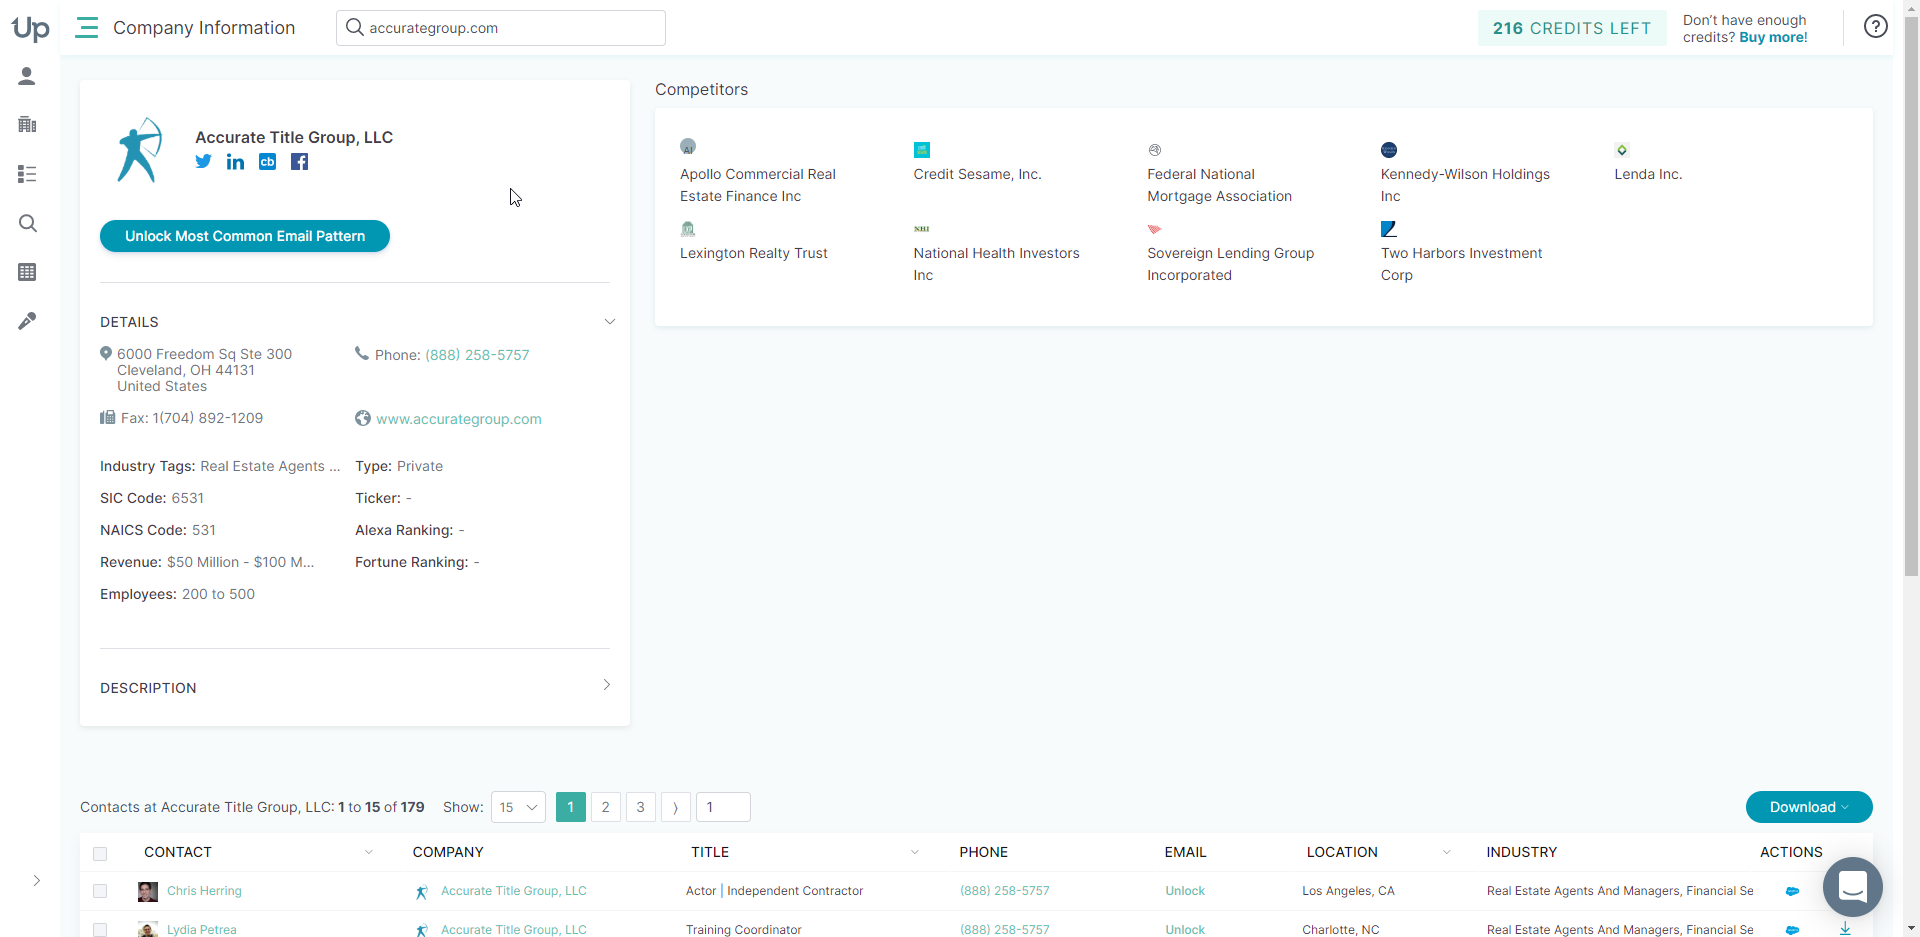 Up
Company Information
accurategroup.com
216 CREDITS LEFT
Don't have enough
credits? Buy more!
?
Accurate Title Group, LLC
cb
Unlock Most Common Email Pattern
DETAILS
6000 Freedom Sq Ste 300
Cleveland, OH 44131
United States
Phone: (888) 258-5757
Fax: 1(704) 892-1209
www.accurategroup.com
Industry Tags: Real Estate Agents ...
Type: Private
SIC Code: 6531
Ticker: -
NAICS Code: 531
Alexa Ranking: -
Revenue: $50 Million - $100 M...
Fortune Ranking: -
Employees: 200 to 500
DESCRIPTION
Competitors
AI
Apollo Commercial Real
Estate Finance Inc
Credit Sesame, Inc.
Federal National
Mortgage Association
Kennedy-Wilson Holdings
Inc
Lenda Inc.
Lexington Realty Trust
NHI
National Health Investors
Inc
Sovereign Lending Group
Incorporated
Two Harbors Investment
Corp
Contacts at Accurate Title Group, LLC: 1 to 15 of 179 Show: 15 1 2 3 ⟩ 1
Download
CONTACT COMPANY TITLE PHONE EMAIL LOCATION INDUSTRY ACTIONS
Chris Herring Accurate Title Group, LLC Actor | Independent Contractor (888) 258-5757 Unlock Los Angeles, CA Real Estate Agents And Managers, Financial Se
Lydia Petrea Accurate Title Group, LLC Training Coordinator (888) 258-5757 Unlock Charlotte, NC Real Estate Agents And Managers, Financial Se